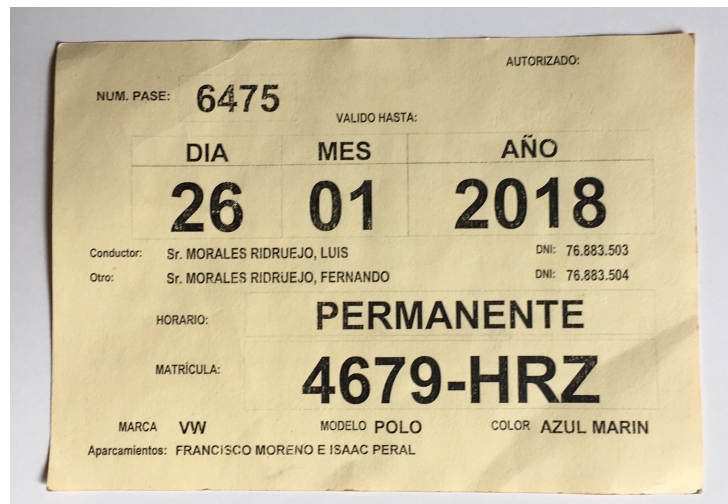 AUTORIZADO:
NUM. PASE: 6475
VALIDO HASTA:
DIA MES AÑO
26 01 2018
Conductor: Sr. MORALES RIDRUEJO, LUIS DNI: 76.883.503
Otro: Sr. MORALES RIDRUEJO, FERNANDO DNI: 76.883.504
HORARIO: PERMANENTE
MATRÍCULA: 4679-HRZ
MARCA VW MODELO POLO COLOR AZUL MARIN
Aparcamientos: FRANCISCO MORENO E ISAAC PERAL